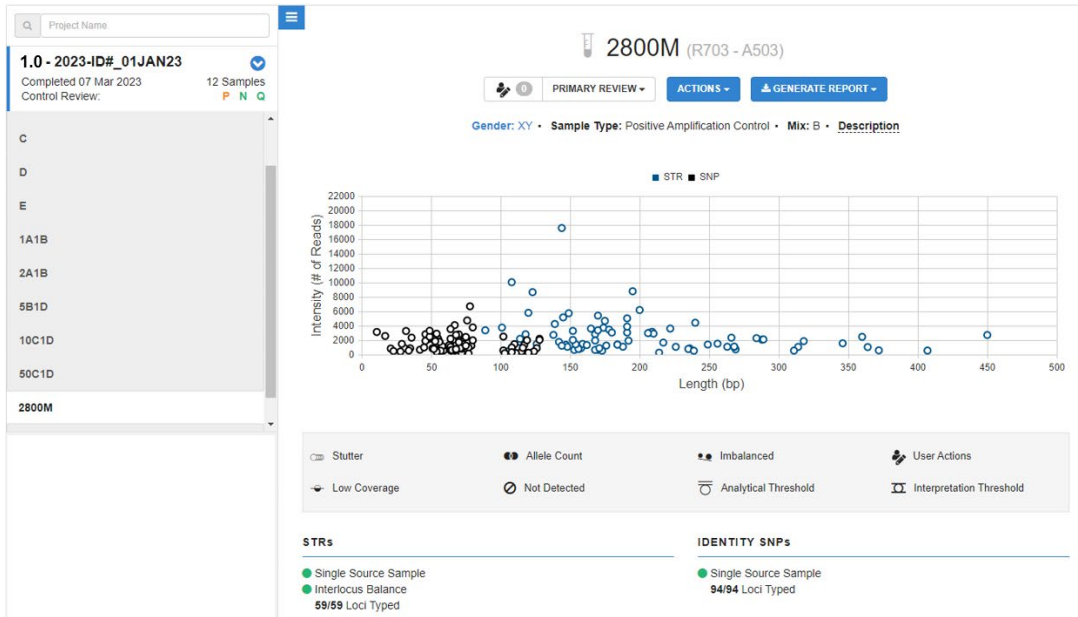 Project Name
1.0 - 2023-ID#_01JAN23
Completed 07 Mar 2023 12 Samples
Control Review: P N Q
C
D
E
1A1B
2A1B
5B1D
10C1D
50C1D
2800M
2800M (R703 - A503)
0 PRIMARY REVIEW ACTIONS GENERATE REPORT
Gender: XY • Sample Type: Positive Amplification Control • Mix: B • Description
STR SNP
Intensity (# of Reads)
22000
20000
18000
16000
14000
12000
10000
8000
6000
4000
2000
0
0 50 100 150 200 250 300 350 400 450 500
Length (bp)
Stutter Allele Count Imbalanced User Actions
Low Coverage Not Detected Analytical Threshold Interpretation Threshold
STRs IDENTITY SNPs
Single Source Sample Single Source Sample
Interlocus Balance 94/94 Loci Typed
59/59 Loci Typed